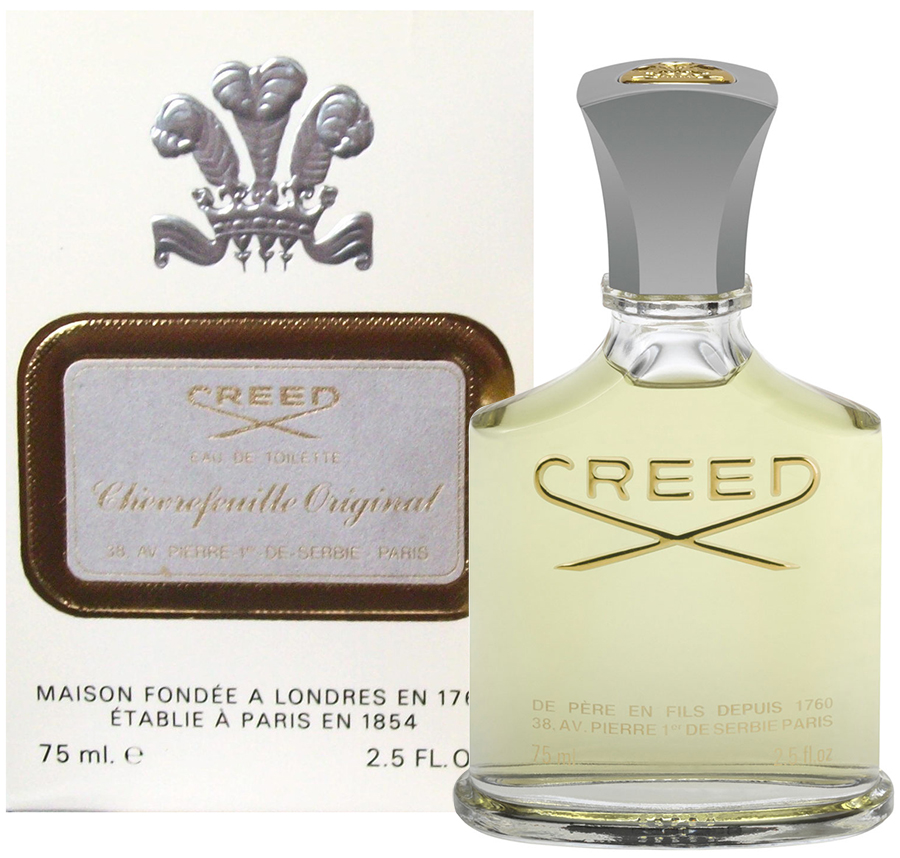 CREED
EAU DE TOILETTE
Chevrefeuille Original
38, AV. PIERRE 1er-DE-SERBIE - PARIS
MAISON FONDÉE A LONDRES EN 176
ÉTABLIE À PARIS EN 1854
75 ml. e
2.5 FL.O
CREED
DE PÈRE EN FILS DEPUIS 1760
38, AV. PIERRE 1er DE SERBIE PARIS
75 ml
2.5 fl.oz